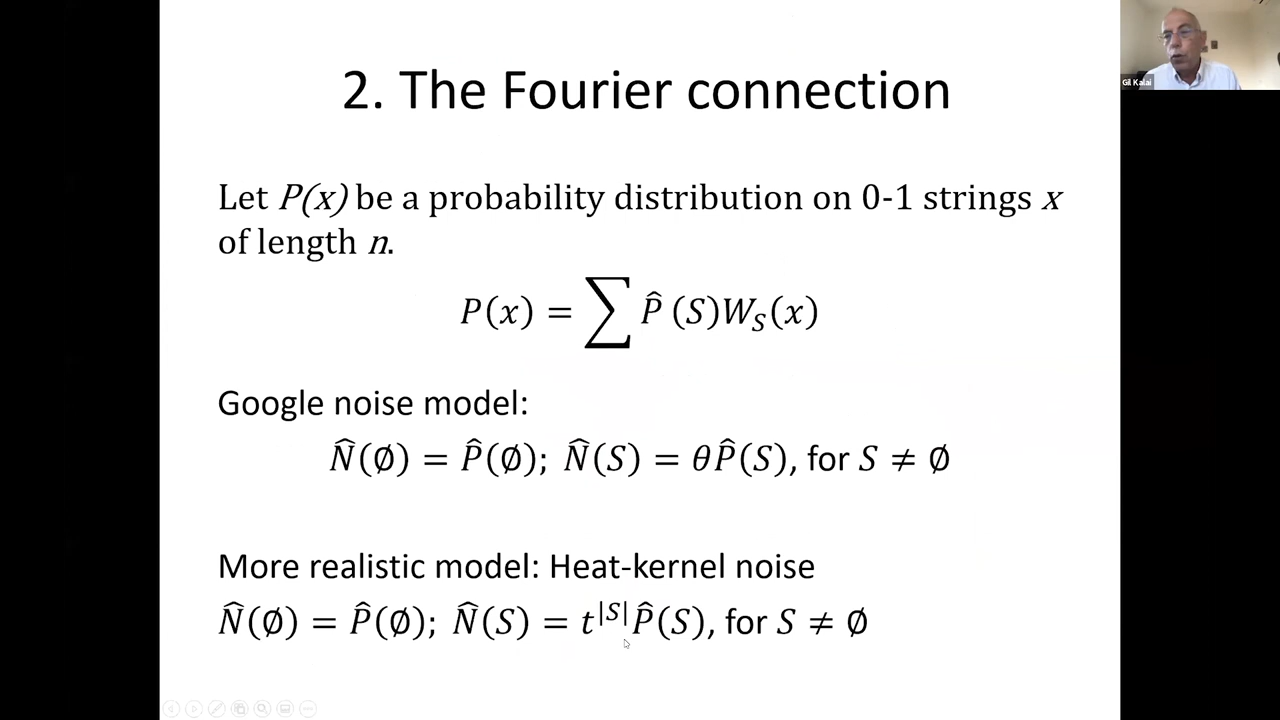 2. The Fourier connection
Let P(x) be a probability distribution on 0-1 strings x
of length n.
P(x) = ∑ P̂ (S)W_S(x)
Google noise model:
N̂(∅) = P̂(∅); N̂(S) = θP̂(S), for S ≠ ∅
More realistic model: Heat-kernel noise
N̂(∅) = P̂(∅); N̂(S) = t^|S| P̂(S), for S ≠ ∅
Gil Kalai